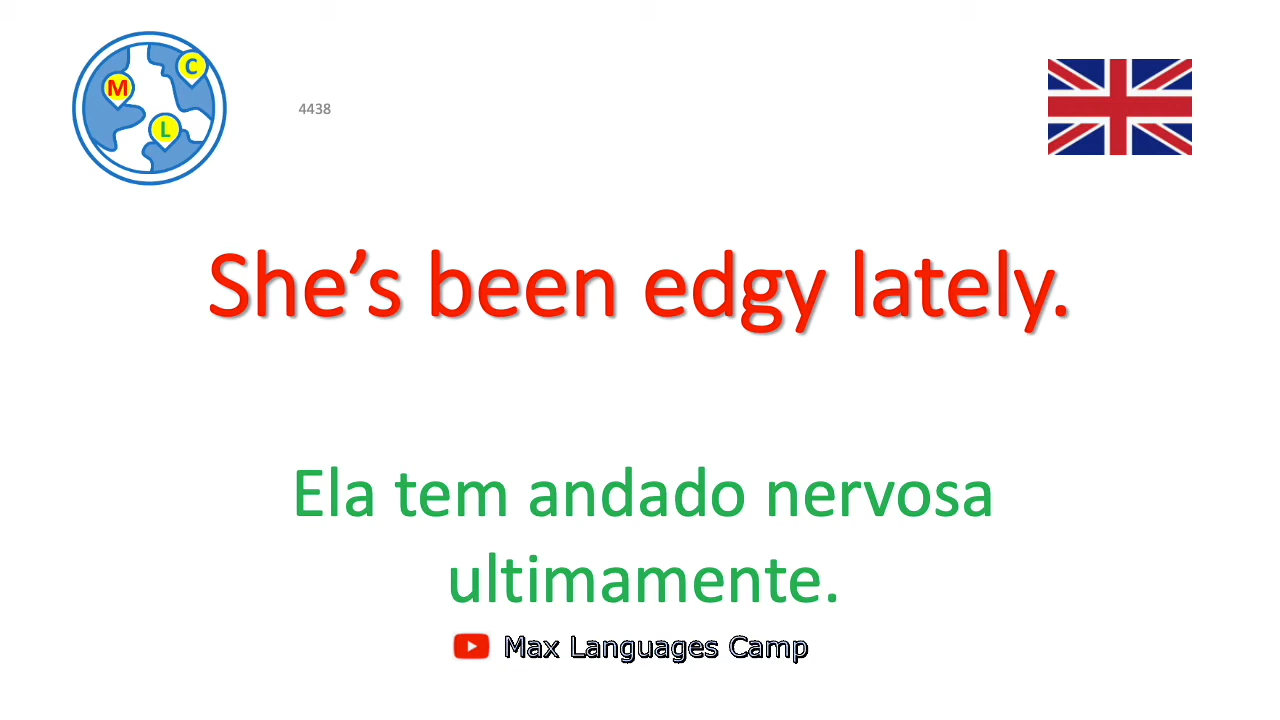 M
C
L
4438
She’s been edgy lately.
Ela tem andado nervosa
ultimamente.
Max Languages Camp